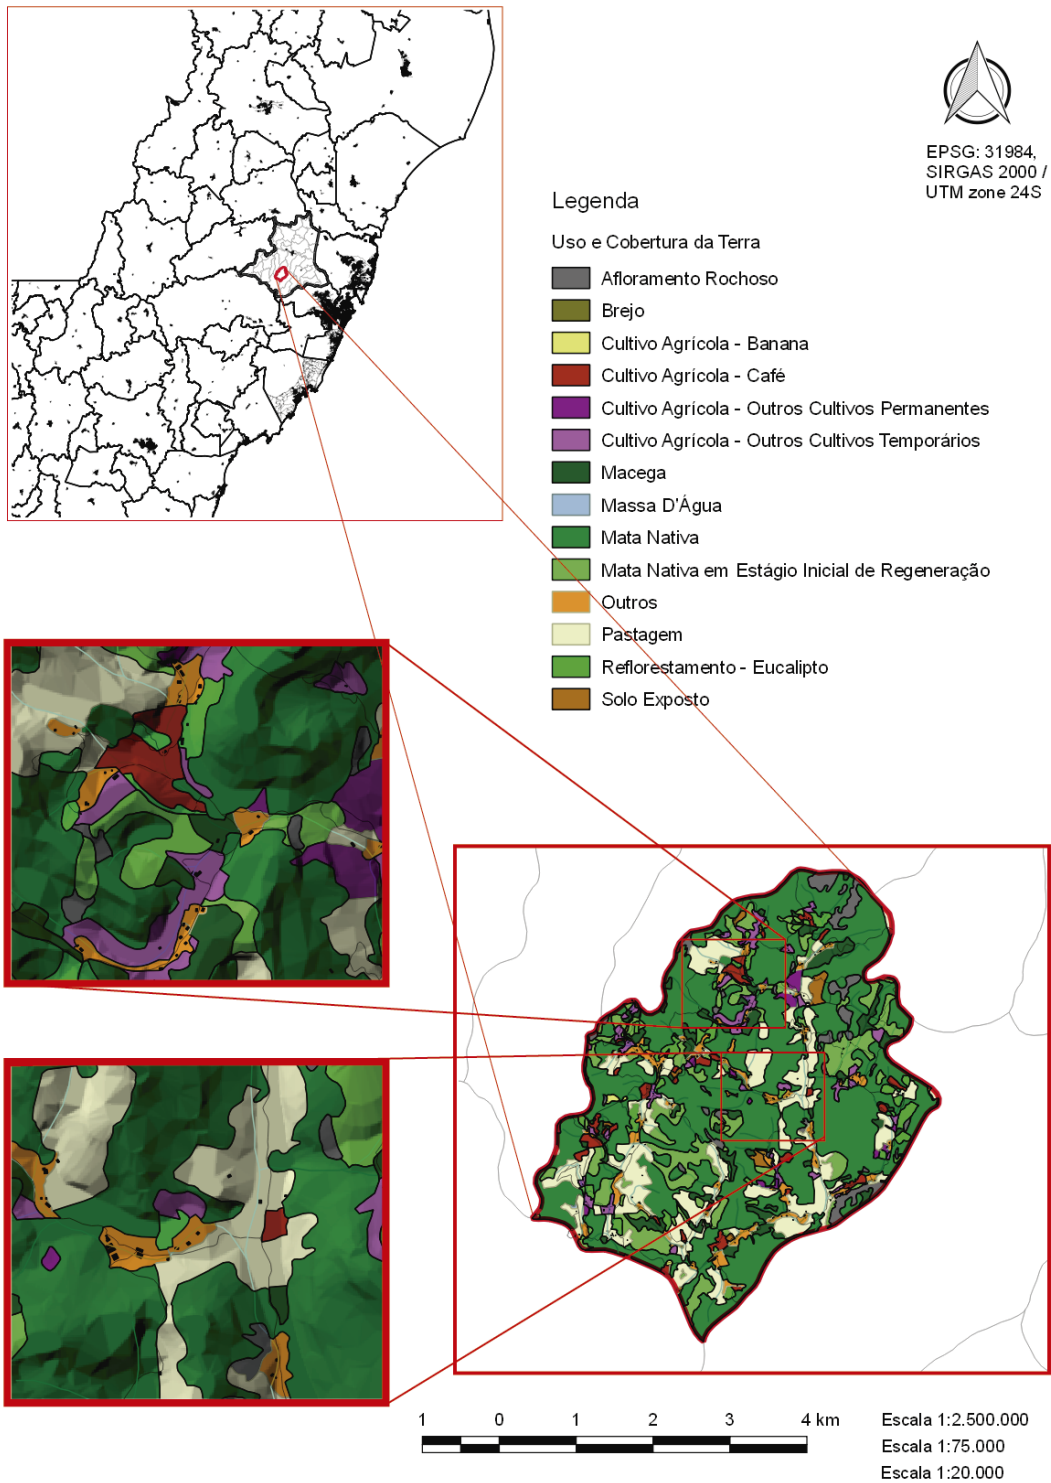 EPSG: 31984,
SIRGAS 2000 /
UTM zone 24S
Legenda
Uso e Cobertura da Terra
Afloramento Rochoso
Brejo
Cultivo Agrícola - Banana
Cultivo Agrícola - Café
Cultivo Agrícola - Outros Cultivos Permanentes
Cultivo Agrícola - Outros Cultivos Temporários
Macega
Massa D'Água
Mata Nativa
Mata Nativa em Estágio Inicial de Regeneração
Outros
Pastagem
Reflorestamento - Eucalipto
Solo Exposto
1 0 1 2 3 4 km
Escala 1:2.500.000
Escala 1:75.000
Escala 1:20.000